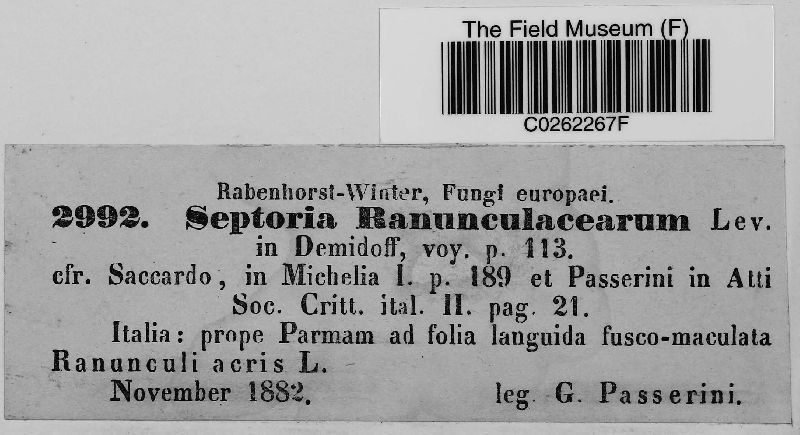 The Field Museum (F)
C0262267F
Rabenhorst-Winter, Fungi europaei.
2992. Septoria Ranunculacearum Lev.
in Demidoff, voy. p. 113.
cfr. Saccardo, in Michelia I. p. 189 et Passerini in Atti
Soc. Critt. ital. II. pag. 21.
Italia: prope Parmam ad folia languida fusco-maculata
Ranunculi acris L.
November 1882. leg. G. Passerini.